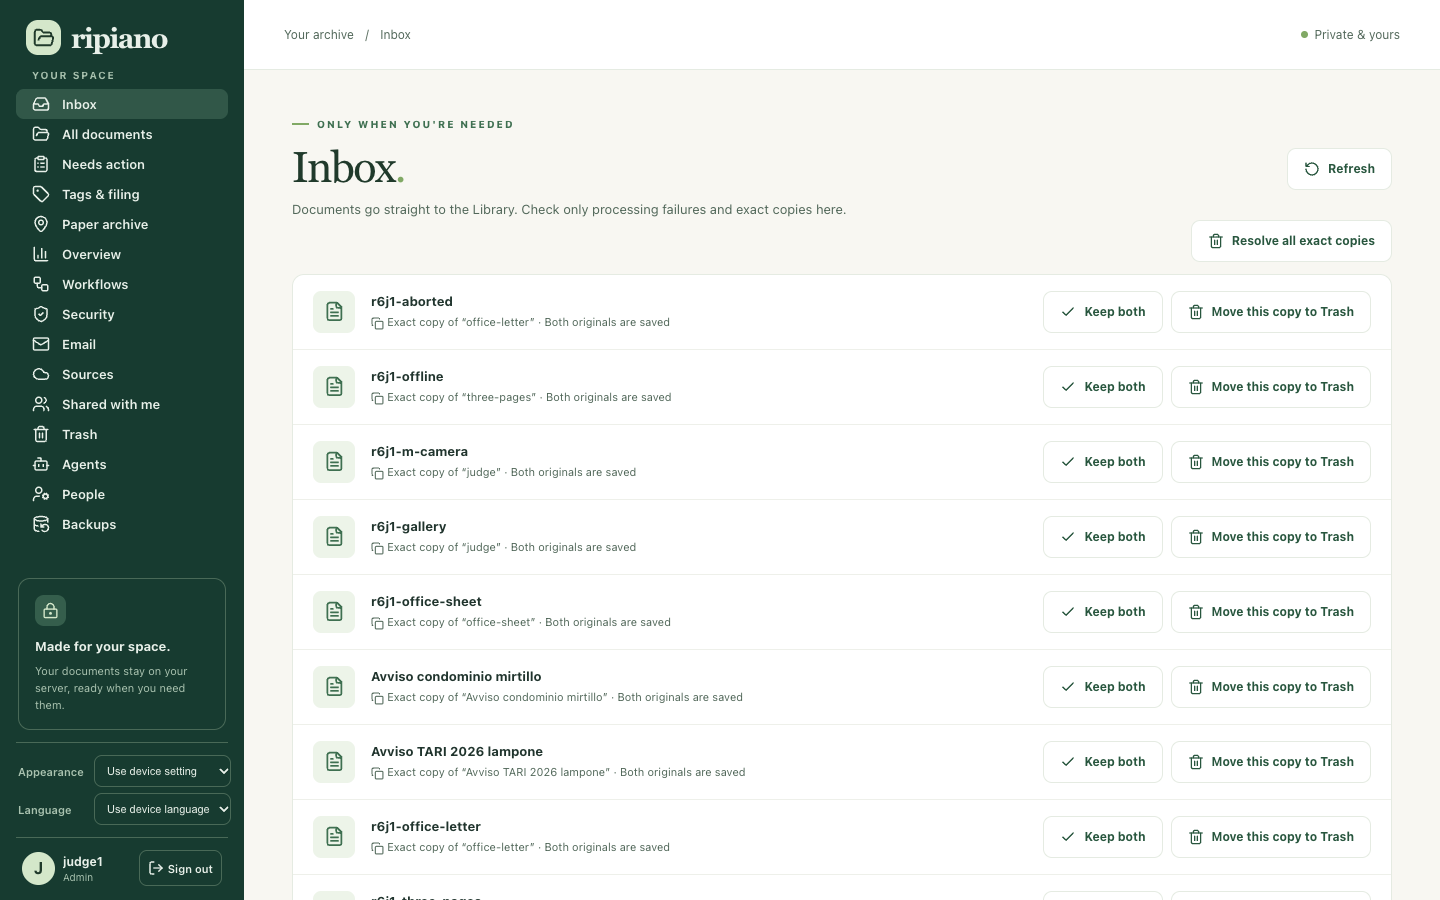 ripiano
YOUR SPACE
Inbox
All documents
Needs action
Tags & filing
Paper archive
Overview
Workflows
Security
Email
Sources
Shared with me
Trash
Agents
People
Backups
Made for your space.
Your documents stay on your
server, ready when you need
them.
Appearance Use device setting
Language Use device language
J judge1
Admin
Sign out
Your archive / Inbox
Private & yours
ONLY WHEN YOU'RE NEEDED
Inbox.
Refresh
Documents go straight to the Library. Check only processing failures and exact copies here.
Resolve all exact copies
r6j1-aborted
Exact copy of “office-letter” · Both originals are saved
Keep both Move this copy to Trash
r6j1-offline
Exact copy of “three-pages” · Both originals are saved
Keep both Move this copy to Trash
r6j1-m-camera
Exact copy of “judge” · Both originals are saved
Keep both Move this copy to Trash
r6j1-gallery
Exact copy of “judge” · Both originals are saved
Keep both Move this copy to Trash
r6j1-office-sheet
Exact copy of “office-sheet” · Both originals are saved
Keep both Move this copy to Trash
Avviso condominio mirtillo
Exact copy of “Avviso condominio mirtillo” · Both originals are saved
Keep both Move this copy to Trash
Avviso TARI 2026 lampone
Exact copy of “Avviso TARI 2026 lampone” · Both originals are saved
Keep both Move this copy to Trash
r6j1-office-letter
Exact copy of “office-letter” · Both originals are saved
Keep both Move this copy to Trash